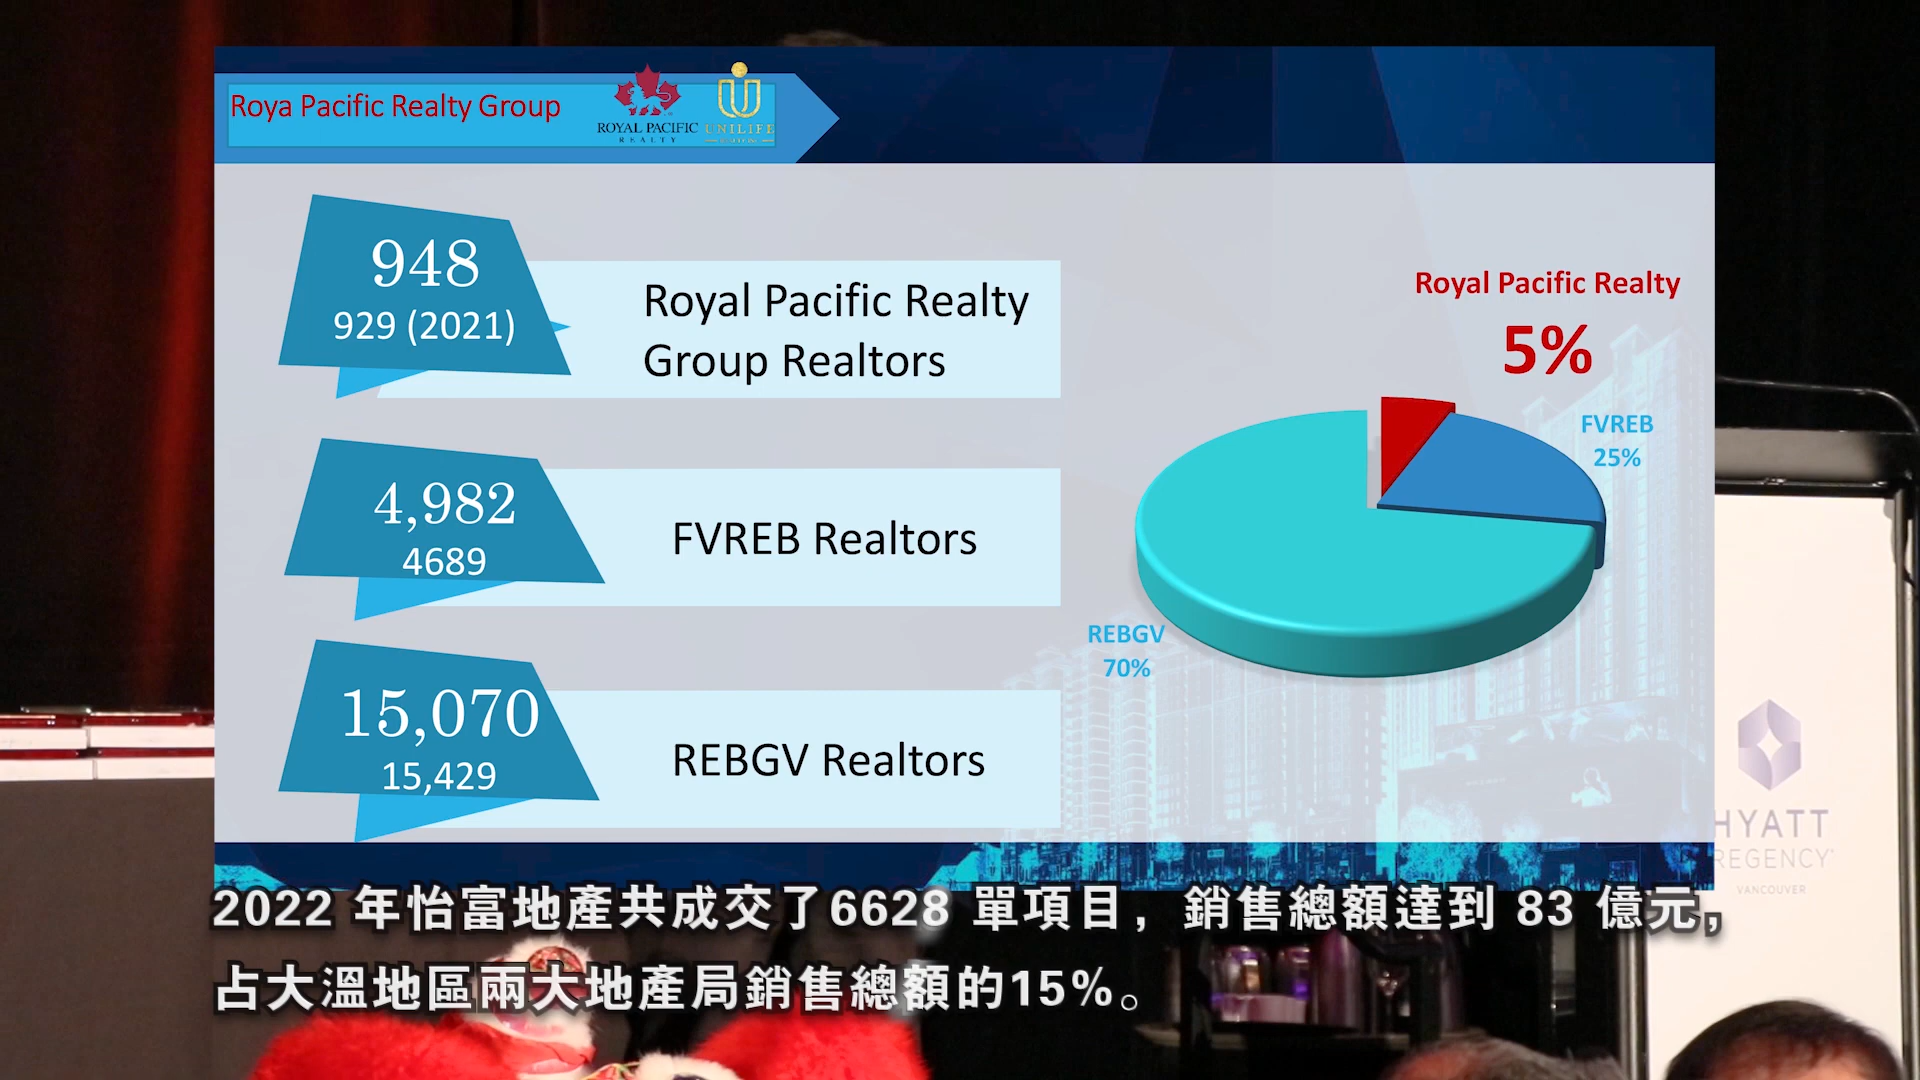 Roya Pacific Realty Group
ROYAL PACIFIC
REALTY
UNILIFE
948
929 (2021)
Royal Pacific Realty
Group Realtors
4,982
4689
FVREB Realtors
15,070
15,429
REBGV Realtors
Royal Pacific Realty
5%
FVREB
25%
REBGV
70%
HYATT
REGENCY
VANCOUVER
2022 年怡富地產共成交了6628 單項目，銷售總額達到 83 億元，
占大溫地區兩大地產局銷售總額的15%。